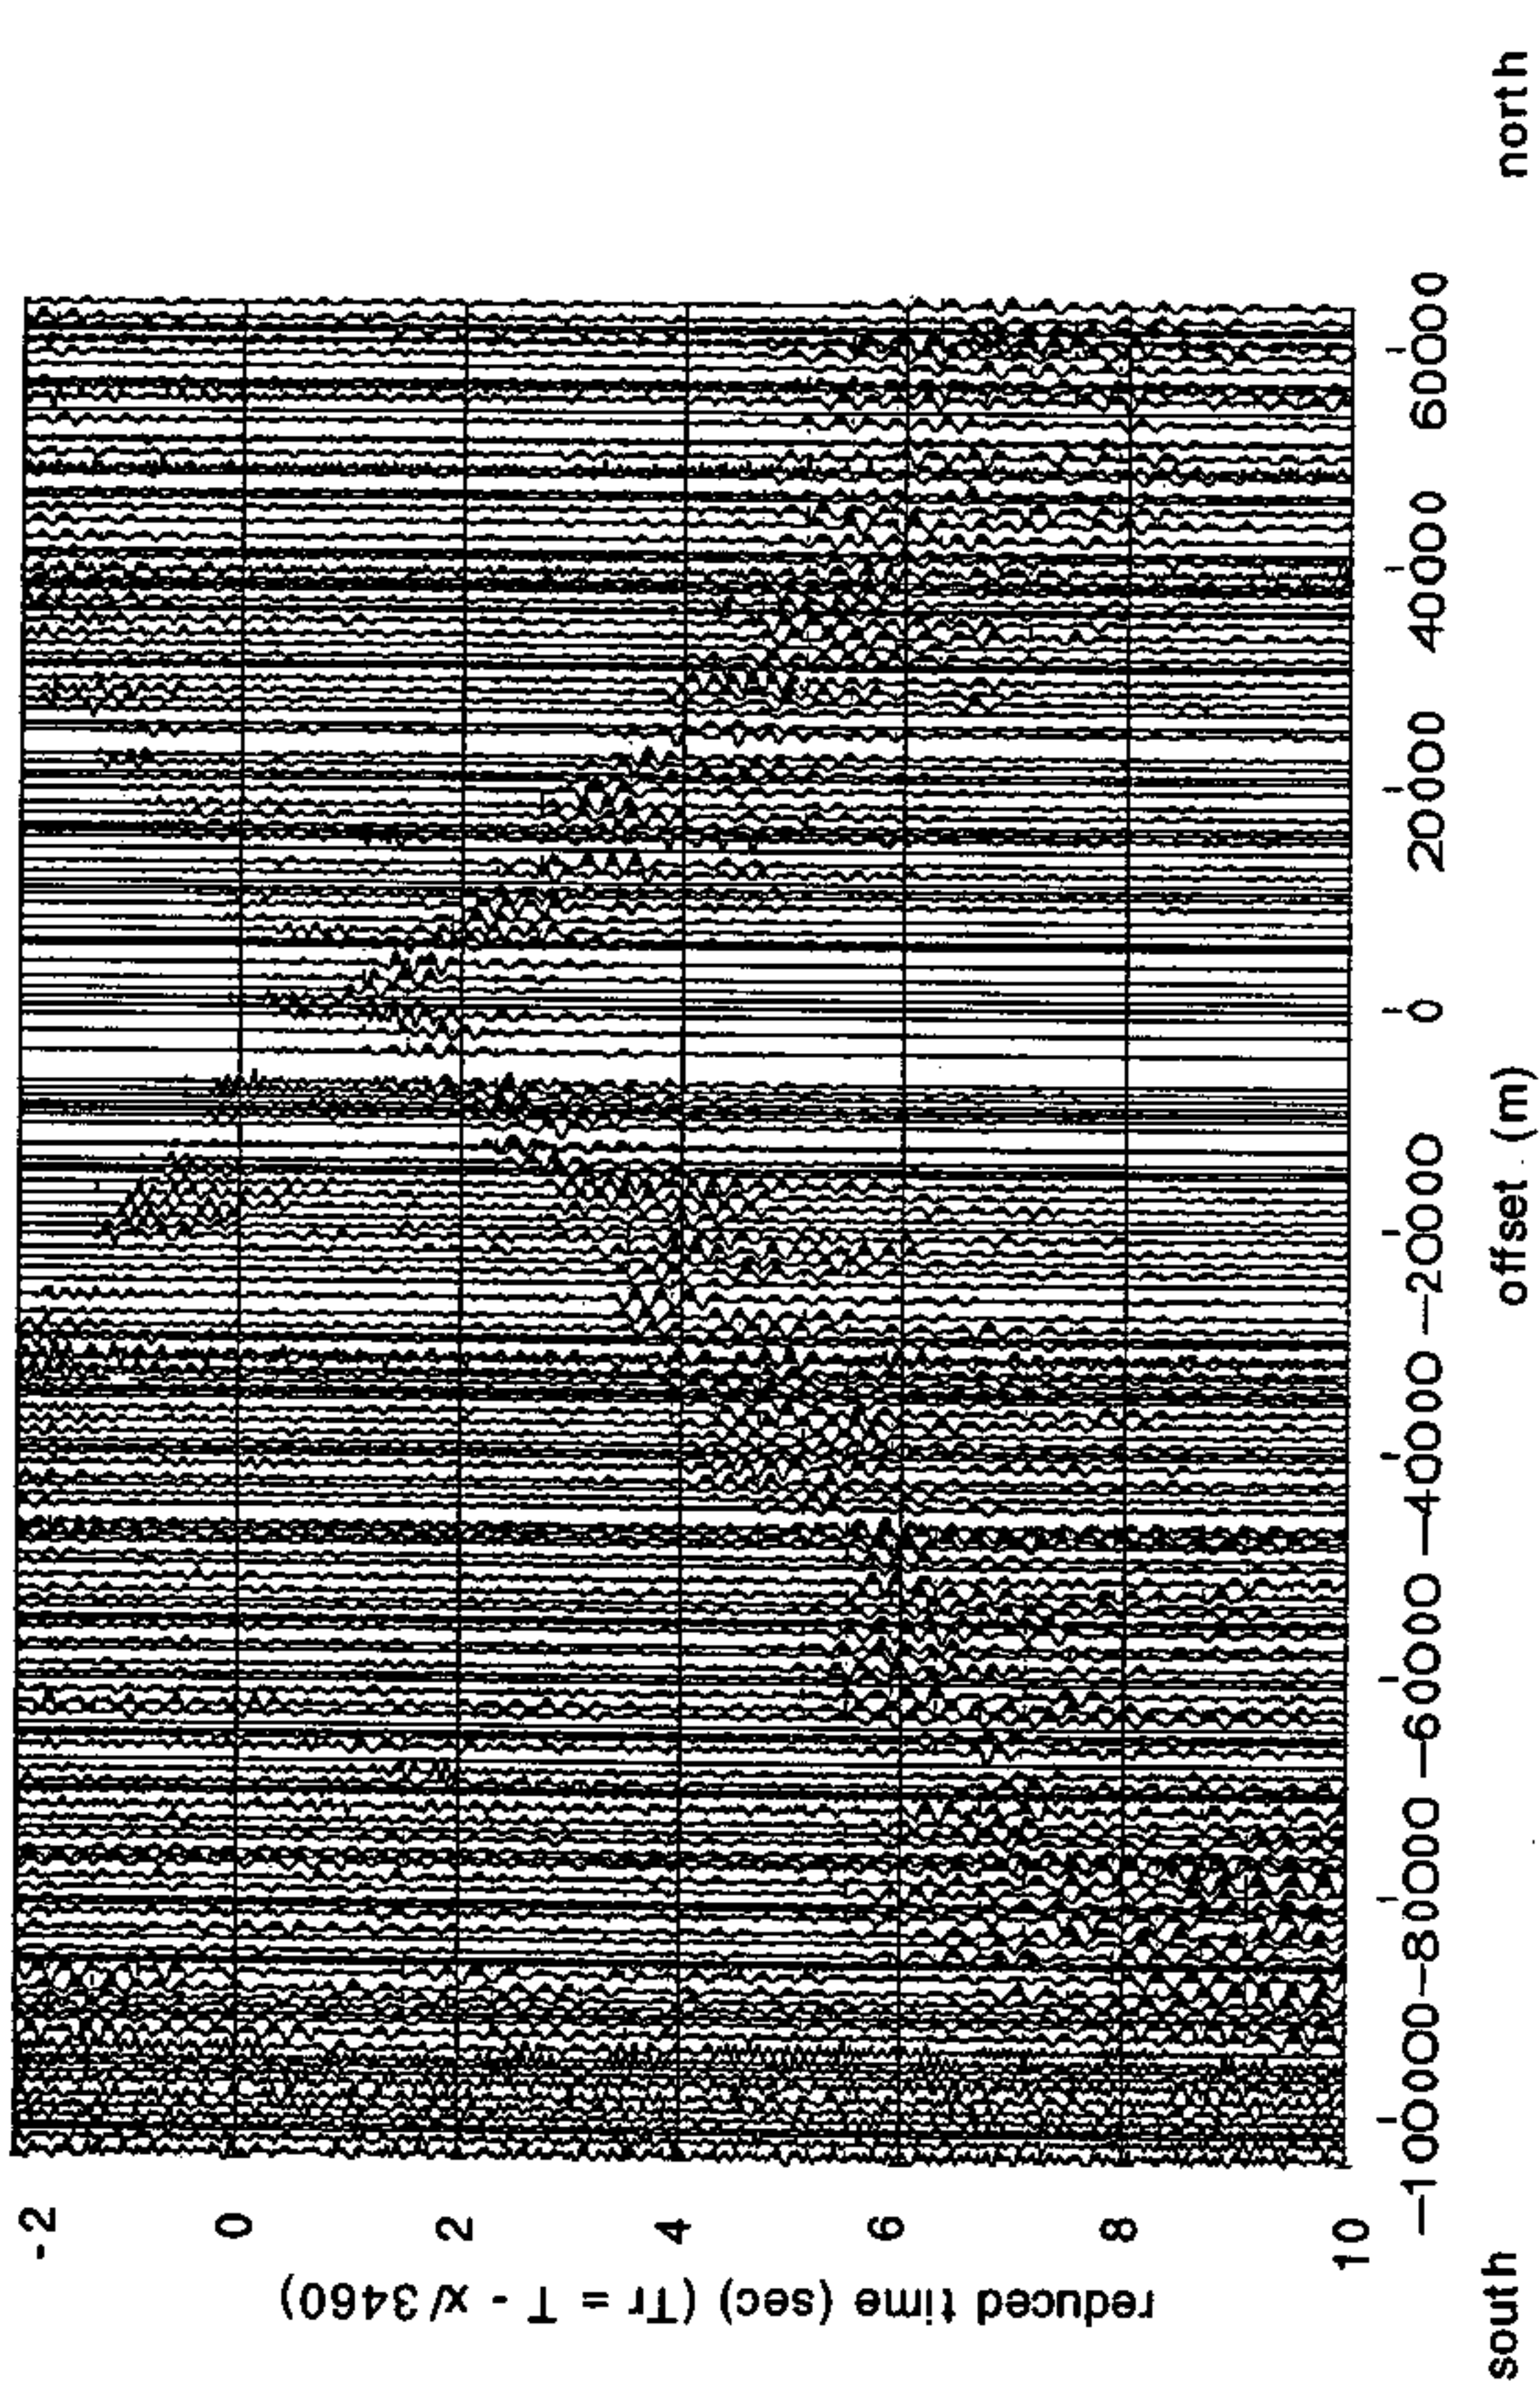 -2
0
2
4
6
8
10
reduced time (sec) (Tr = T - x/3460)
−100000 −80000 −60000 −40000 −20000 0 20000 40000 60000
south offset (m) north